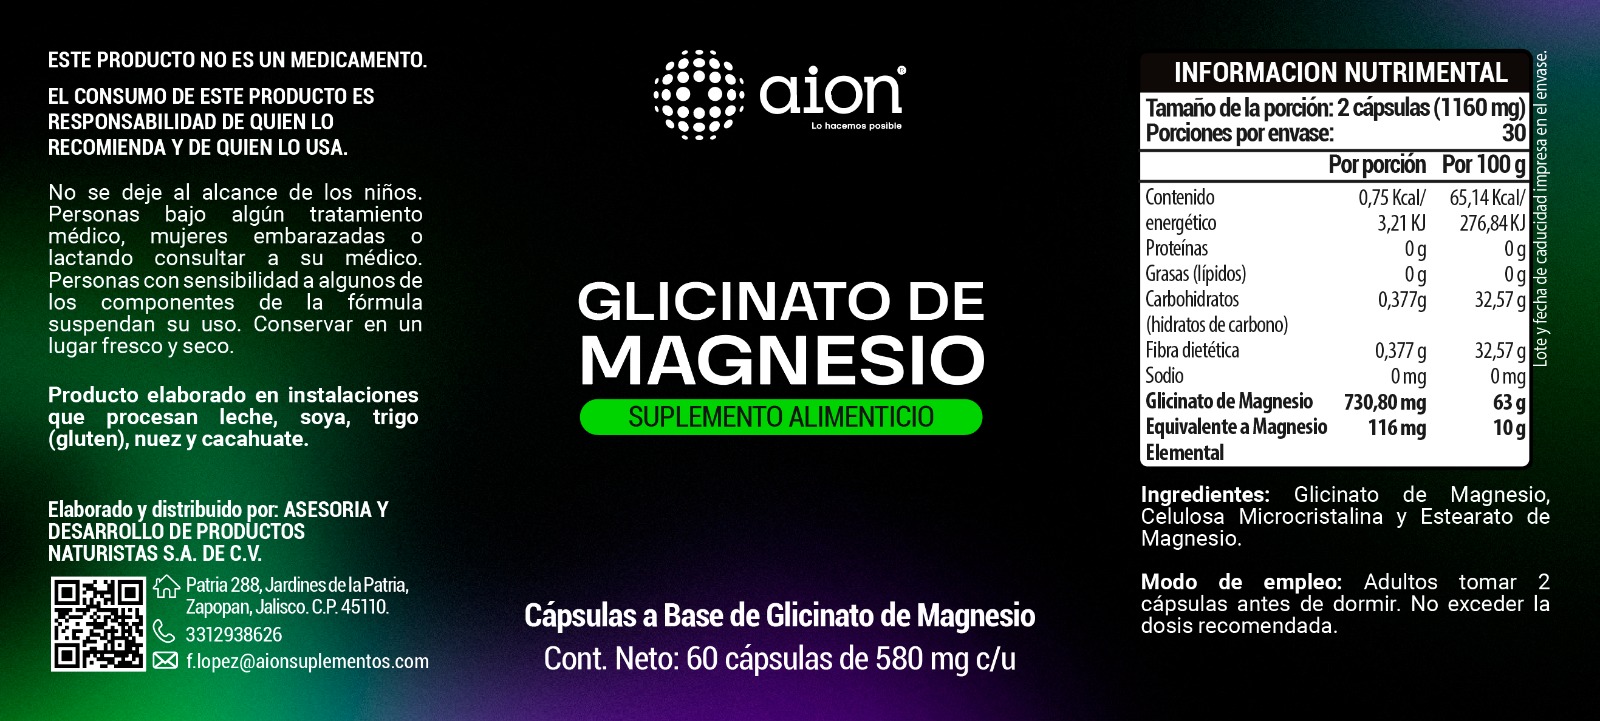 ESTE PRODUCTO NO ES UN MEDICAMENTO.
EL CONSUMO DE ESTE PRODUCTO ES
RESPONSABILIDAD DE QUIEN LO
RECOMIENDA Y DE QUIEN LO USA.
No se deje al alcance de los niños.
Personas bajo algún tratamiento
médico, mujeres embarazadas o
lactando consultar a su médico.
Personas con sensibilidad a algunos de
los componentes de la fórmula
suspendan su uso. Conservar en un
lugar fresco y seco.
Producto elaborado en instalaciones
que procesan leche, soya, trigo
(gluten), nuez y cacahuate.
Elaborado y distribuido por: ASESORIA Y
DESARROLLO DE PRODUCTOS
NATURISTAS S.A. DE C.V.
Patria 288, Jardines de la Patria,
Zapopan, Jalisco. C.P. 45110.
3312938626
f.lopez@aionsuplementos.com
aion®
Lo hacemos posible
GLICINATO DE
MAGNESIO
SUPLEMENTO ALIMENTICIO
Cápsulas a Base de Glicinato de Magnesio
Cont. Neto: 60 cápsulas de 580 mg c/u
INFORMACION NUTRIMENTAL
Tamaño de la porción: 2 cápsulas (1160 mg)
Porciones por envase: 30
Por porción Por 100 g
Contenido 0,75 Kcal/ 65,14 Kcal/
energético 3,21 KJ 276,84 KJ
Proteínas 0 g 0 g
Grasas (lípidos) 0 g 0 g
Carbohidratos 0,377g 32,57 g
(hidratos de carbono)
Fibra dietética 0,377 g 32,57 g
Sodio 0 mg 0 mg
Glicinato de Magnesio 730,80 mg 63 g
Equivalente a Magnesio 116 mg 10 g
Elemental
Lote y fecha de caducidad impresa en el envase.
Ingredientes: Glicinato de Magnesio,
Celulosa Microcristalina y Estearato de
Magnesio.
Modo de empleo: Adultos tomar 2
cápsulas antes de dormir. No exceder la
dosis recomendada.